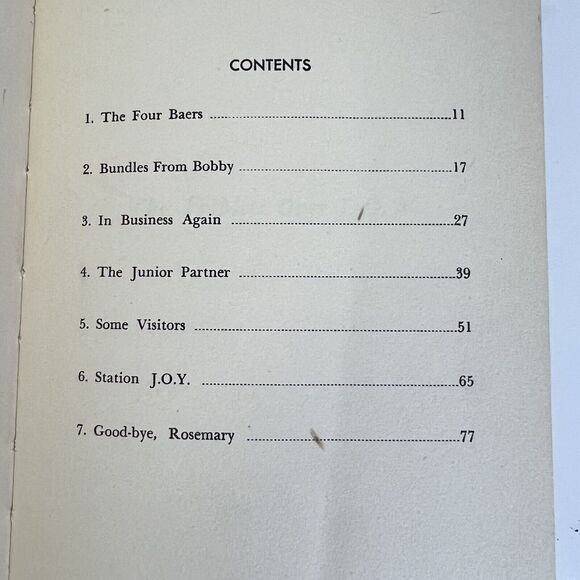 CONTENTS
1. The Four Baers ........................................ 11
2. Bundles From Bobby ........................................ 17
3. In Business Again ........................................ 27
4. The Junior Partner ........................................ 39
5. Some Visitors ........................................ 51
6. Station J.O.Y. ........................................ 65
7. Good-bye, Rosemary ........................................ 77